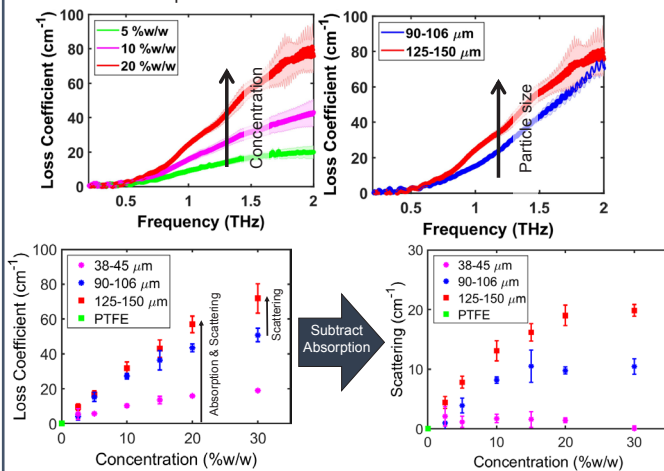 Loss Coefficient (cm⁻¹)
100
80
60
40
20
0
5 %w/w
10 %w/w
20 %w/w
Concentration
0.5
1
1.5
2
Frequency (THz)
Loss Coefficient (cm⁻¹)
100
80
60
40
20
0
90-106 μm
125-150 μm
Particle size
0.5
1
1.5
2
Frequency (THz)
Loss Coefficient (cm⁻¹)
100
80
60
40
20
0
38-45 μm
90-106 μm
125-150 μm
PTFE
Absorption & Scattering
Scattering
0
10
20
30
Concentration (%w/w)
Subtract
Absorption
Scattering (cm⁻¹)
30
20
10
0
38-45 μm
90-106 μm
125-150 μm
PTFE
0
10
20
30
Concentration (%w/w)